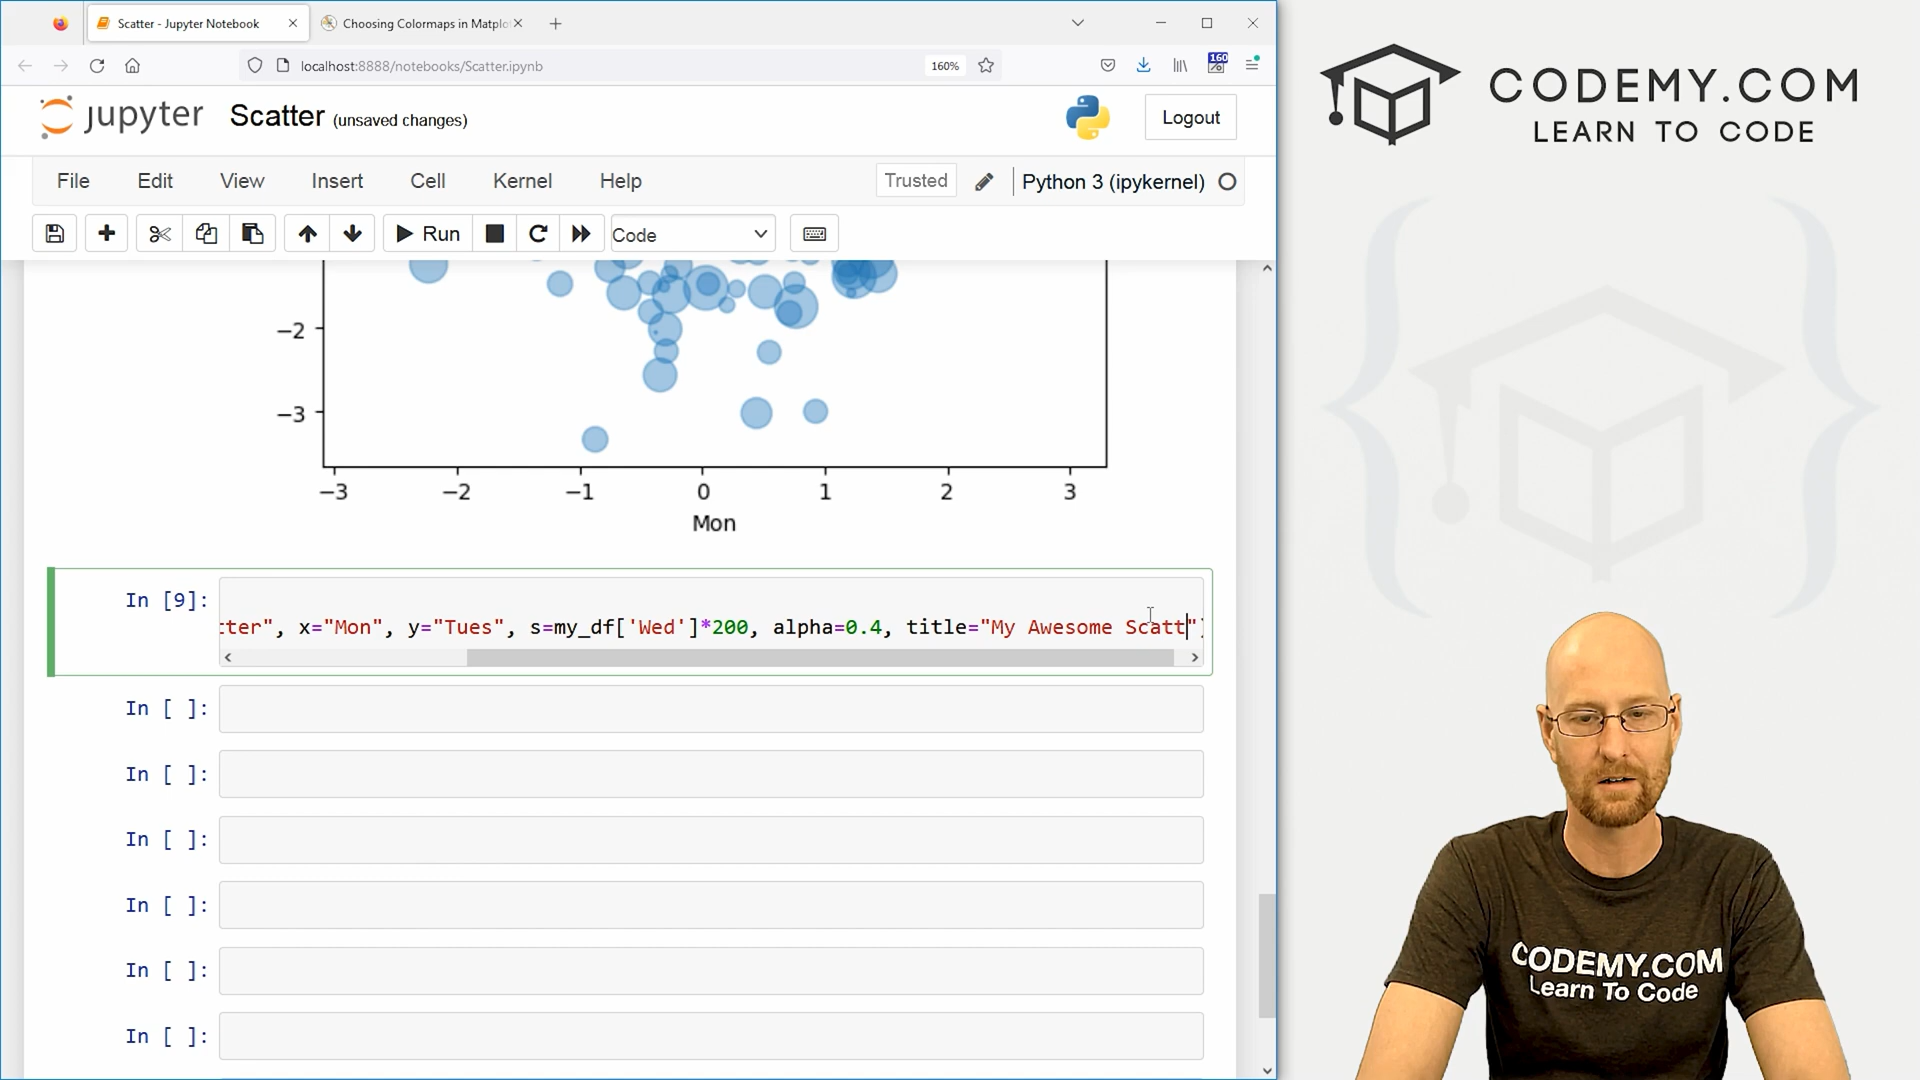 Scatter - Jupyter Notebook
Choosing Colormaps in Matplo
localhost:8888/notebooks/Scatter.ipynb
160%
160
CODEMY.COM
LEARN TO CODE
jupyter
Scatter (unsaved changes)
Logout
File Edit View Insert Cell Kernel Help
Trusted
Python 3 (ipykernel)
Run
Code
−2
−3
−3 −2 −1 0 1 2 3
Mon
In [9]:
tter", x="Mon", y="Tues", s=my_df['Wed']*200, alpha=0.4, title="My Awesome Scatt")
In [ ]:
In [ ]:
In [ ]:
In [ ]:
In [ ]:
In [ ]:
CODEMY.COM
Learn To Code